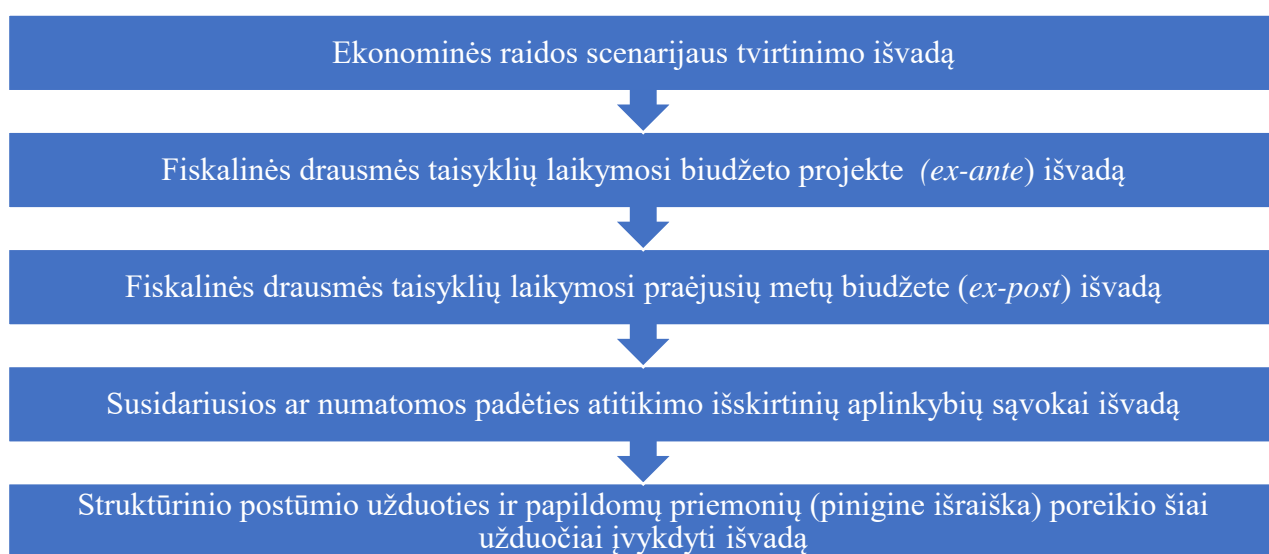 Ekonominės raidos scenarijaus tvirtinimo išvadą
Fiskalinės drausmės taisyklių laikymosi biudžeto projekte (ex-ante) išvadą
Fiskalinės drausmės taisyklių laikymosi praėjusių metų biudžete (ex-post) išvadą
Susidariusios ar numatomos padėties atitikimo išskirtinių aplinkybių sąvokai išvadą
Struktūrinio postūmio užduoties ir papildomų priemonių (pinigine išraiška) poreikio šiai
užduočiai įvykdyti išvadą